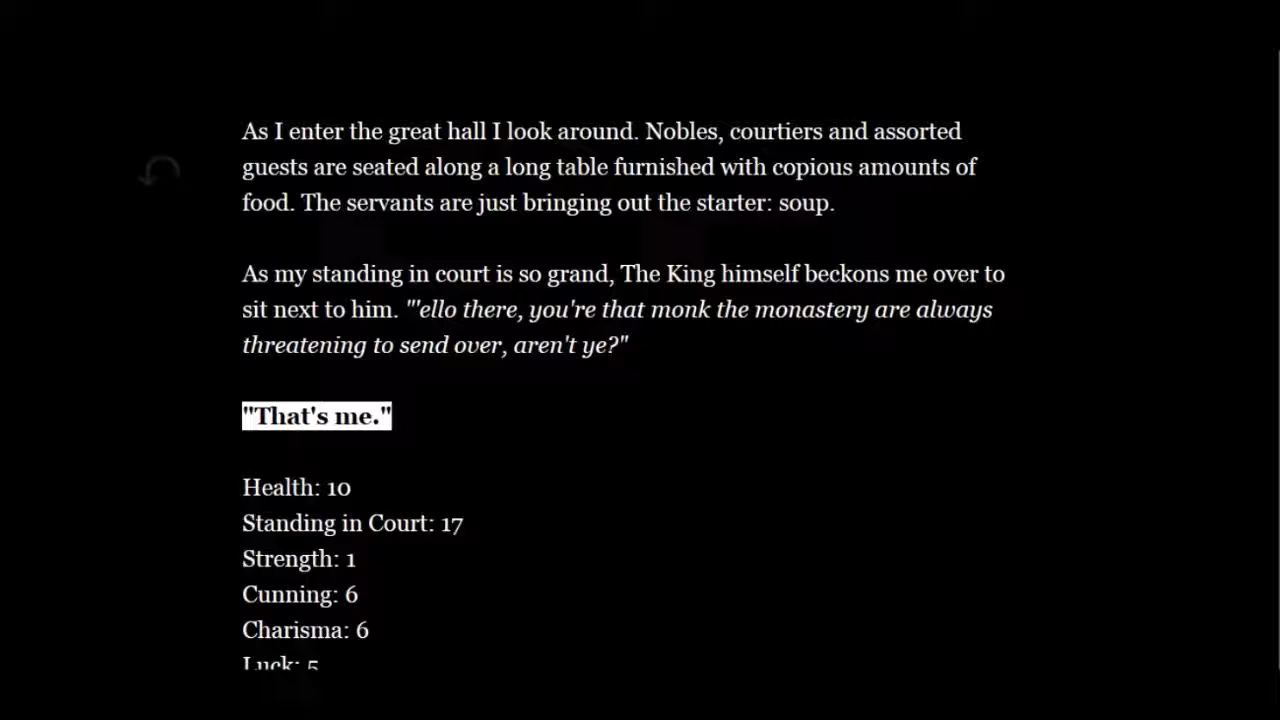 As I enter the great hall I look around. Nobles, courtiers and assorted
guests are seated along a long table furnished with copious amounts of
food. The servants are just bringing out the starter: soup.
As my standing in court is so grand, The King himself beckons me over to
sit next to him. "'ello there, you're that monk the monastery are always
threatening to send over, aren't ye?"
"That's me."
Health: 10
Standing in Court: 17
Strength: 1
Cunning: 6
Charisma: 6
Luck: 5